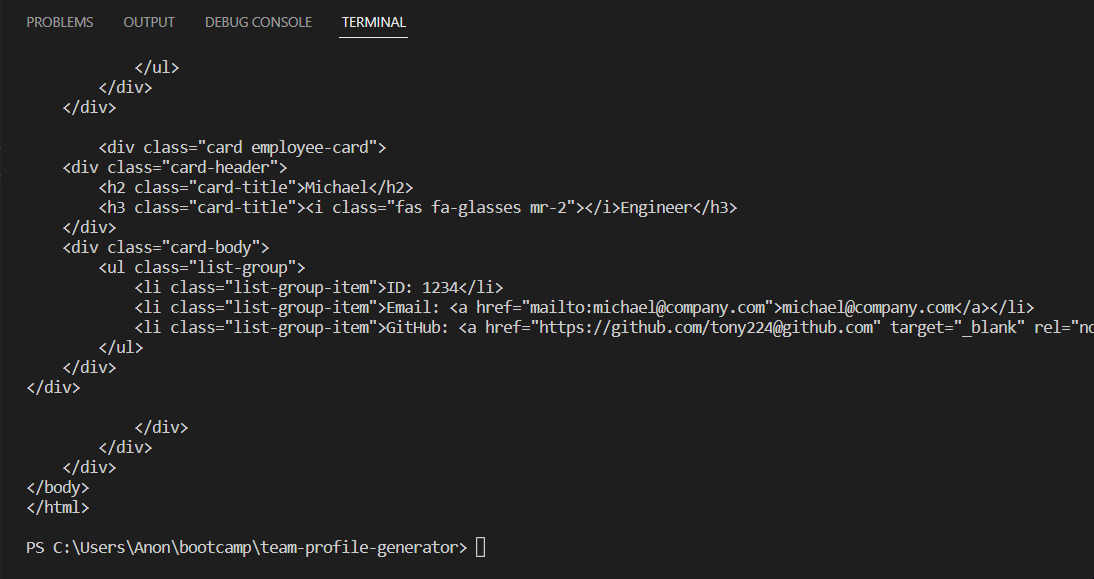 PROBLEMS OUTPUT DEBUG CONSOLE TERMINAL
</ul>
</div>
</div>
<div class="card employee-card">
<div class="card-header">
<h2 class="card-title">Michael</h2>
<h3 class="card-title"><i class="fas fa-glasses mr-2"></i>Engineer</h3>
</div>
<div class="card-body">
<ul class="list-group">
<li class="list-group-item">ID: 1234</li>
<li class="list-group-item">Email: <a href="mailto:michael@company.com">michael@company.com</a></li>
<li class="list-group-item">GitHub: <a href="https://github.com/tony224@github.com" target="_blank" rel="no
</ul>
</div>
</div>
</div>
</div>
</div>
</body>
</html>
PS C:\Users\Anon\bootcamp\team-profile-generator>